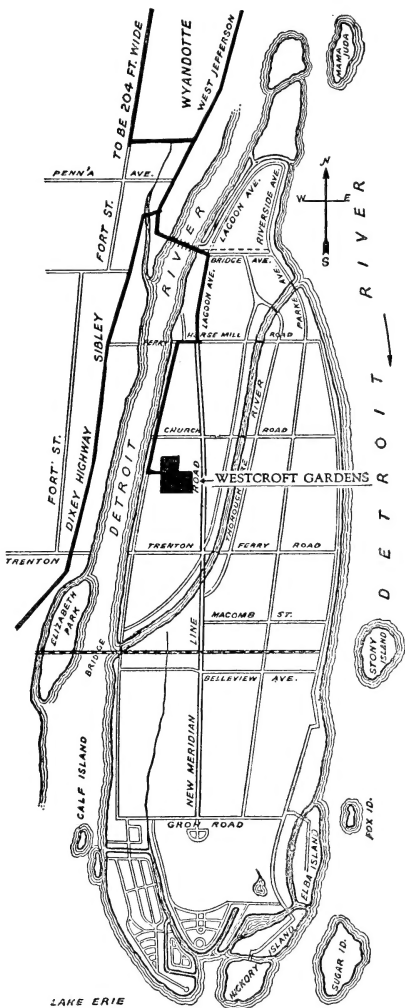 MAMA JUDA
TO BE 204 FT. WIDE
WYANDOTTE
WEST JEFFERSON
PENN'A AVE.
FORT ST.
N
W E
S
LAGOON AVE.
RIVERSIDE AVE.
BRIDGE AVE.
PARKE AVE.
LAGOON AVE.
DETROIT RIVER
SIBLEY
FERRY
HORSE MILL ROAD
DETROIT RIVER
CHURCH ROAD
RIVER
FORT ST.
DIXEY HIGHWAY
WESTCROFT GARDENS
ROAD
TRENTON
TRENTON FERRY ROAD
ELIZABETH PARK
MACOMB ST.
LINE
BRIDGE
BELLEVIEW AVE.
STONY ISLAND
NEW MERIDIAN
CALF ISLAND
GROH ROAD
FOX ID.
ELBA ISLAND
HICKORY ISLAND
SUGAR ID.
LAKE ERIE